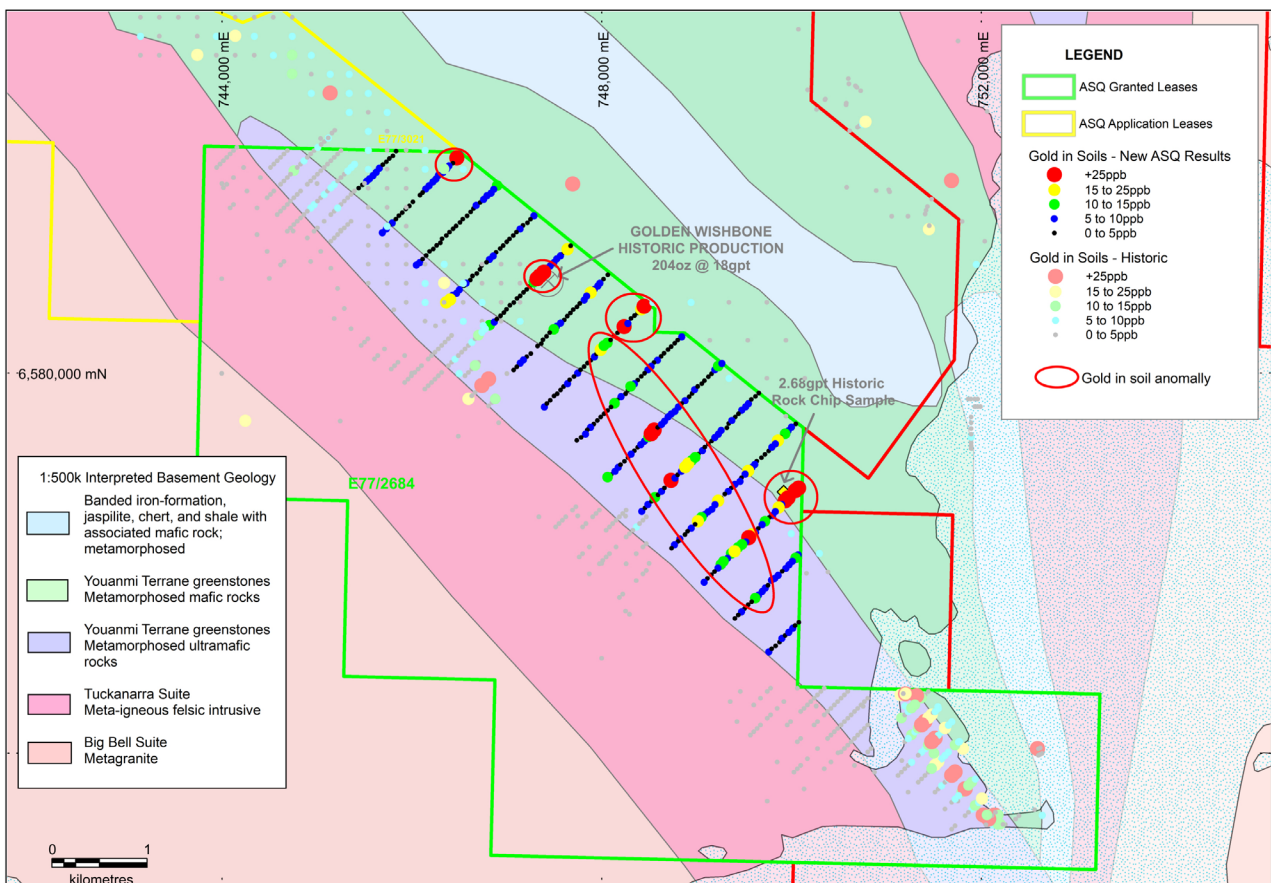 744,000 mE
748,000 mE
752,000 mE
LEGEND
ASQ Granted Leases
ASQ Application Leases
Gold in Soils - New ASQ Results
+25ppb
15 to 25ppb
10 to 15ppb
5 to 10ppb
0 to 5ppb
Gold in Soils - Historic
+25ppb
15 to 25ppb
10 to 15ppb
5 to 10ppb
0 to 5ppb
Gold in soil anomally
GOLDEN WISHBONE
HISTORIC PRODUCTION
204oz @ 18gpt
6,580,000 mN
2.68gpt Historic
Rock Chip Sample
E77/2684
1:500k Interpreted Basement Geology
Banded iron-formation,
jaspilite, chert, and shale with
associated mafic rock;
metamorphosed
Youanmi Terrane greenstones
Metamorphosed mafic rocks
Youanmi Terrane greenstones
Metamorphosed ultramafic
rocks
Tuckanarra Suite
Meta-igneous felsic intrusive
Big Bell Suite
Metagranite
0 1
kilometres